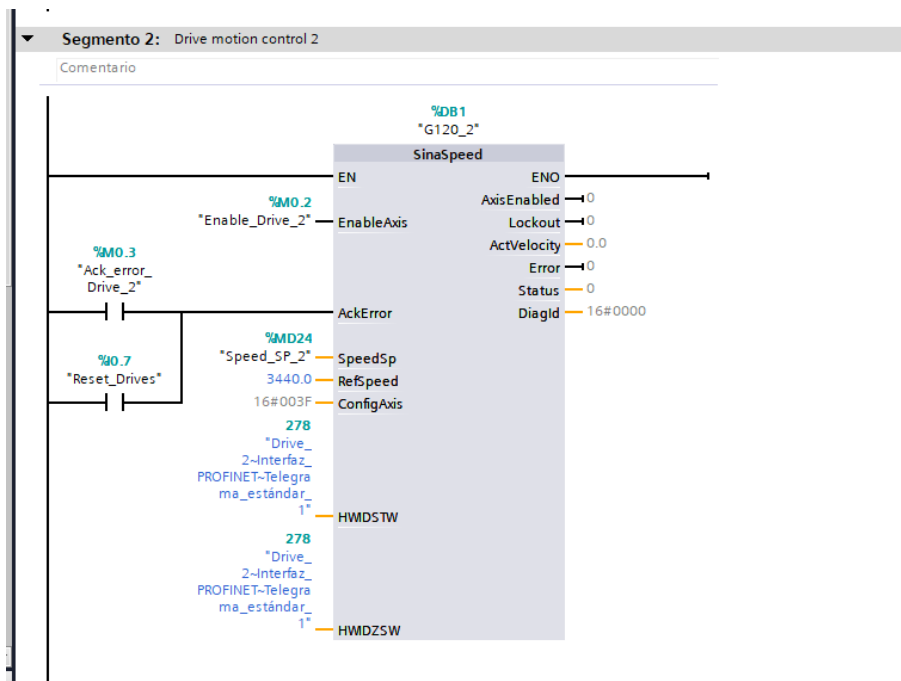 Segmento 2: Drive motion control 2
Comentario
%DB1
"G120_2"
SinaSpeed
EN ENO
%M0.2
"Enable_Drive_2" EnableAxis
AxisEnabled 0
Lockout 0
ActVelocity 0.0
Error 0
Status 0
DiagId 16#0000
%M0.3
"Ack_error_
Drive_2"
AckError
%I0.7
"Reset_Drives"
%MD24
"Speed_SP_2" SpeedSp
3440.0 RefSpeed
16#003F ConfigAxis
278
"Drive_
2~Interfaz_
PROFINET~Telegra
ma_estándar_
1" HWIDSTW
278
"Drive_
2~Interfaz_
PROFINET~Telegra
ma_estándar_
1" HWIDZSW